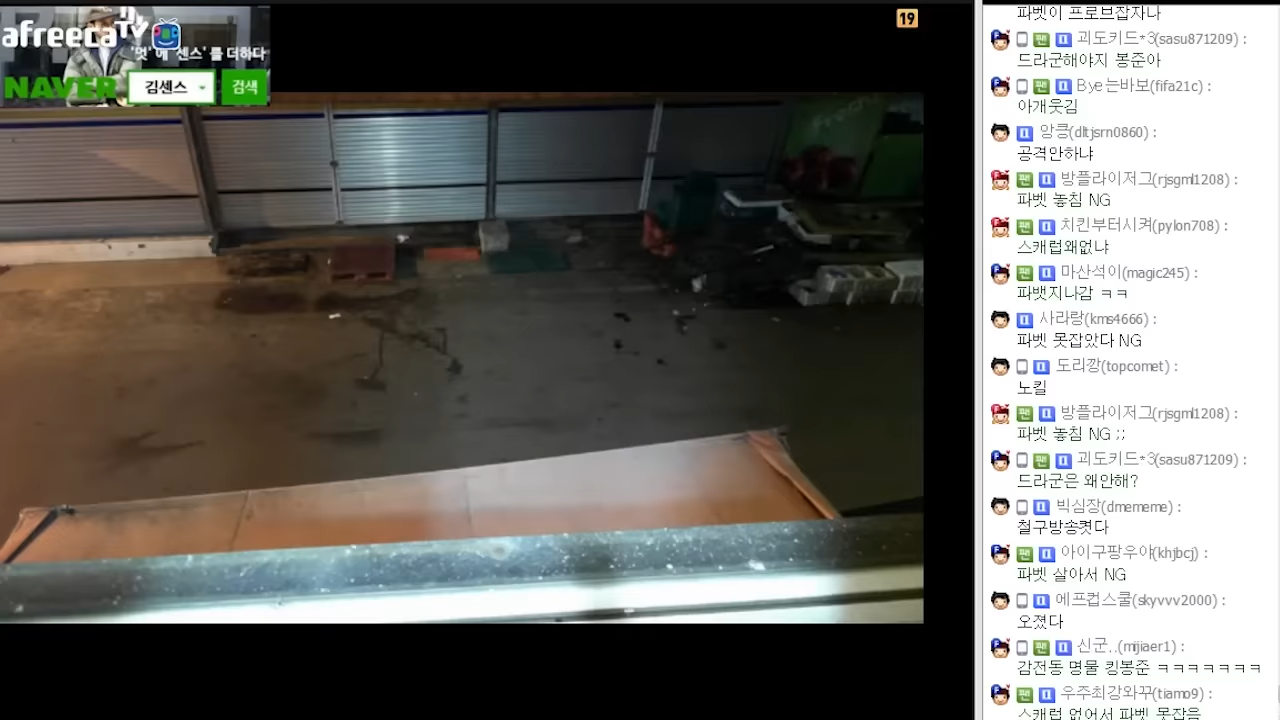 afreecaTV
'멋'에 '센스'를 더하다
NAVER 김센스 검색
19
파벳이 프로브잡자나
괴도키드*3(sasu871209) :
드라군해야지 봉준아
Bye는바보(fifa21c) :
아개웃김
앙킁(dltjsrn0860) :
공격안하냐
방플라이저그(rjsgml1208) :
파벳 놓침 NG
치킨부터시켜(pylon708) :
스캐럽왜없냐
마산석이(magic245) :
파뱃지나감 ㅋㅋ
사라랑(kms4666) :
파벳 못잡았다 NG
도리깡(topcomet) :
노킬
방플라이저그(rjsgml1208) :
파벳 놓침 NG ;;
괴도키드*3(sasu871209) :
드라군은 왜안해?
빅심장(dmememe) :
철구방송켯다
아이구팡우야(khjbcj) :
파벳 살아서 NG
에프컵스쿨(skyvvv2000) :
오졌다
신군..(mijiaer1) :
감전동 명물 킹봉준 ㅋㅋㅋㅋㅋㅋㅋ
우주최강와꾸(tiamo9) :
스캐럽 없어서 파벳 못잡음